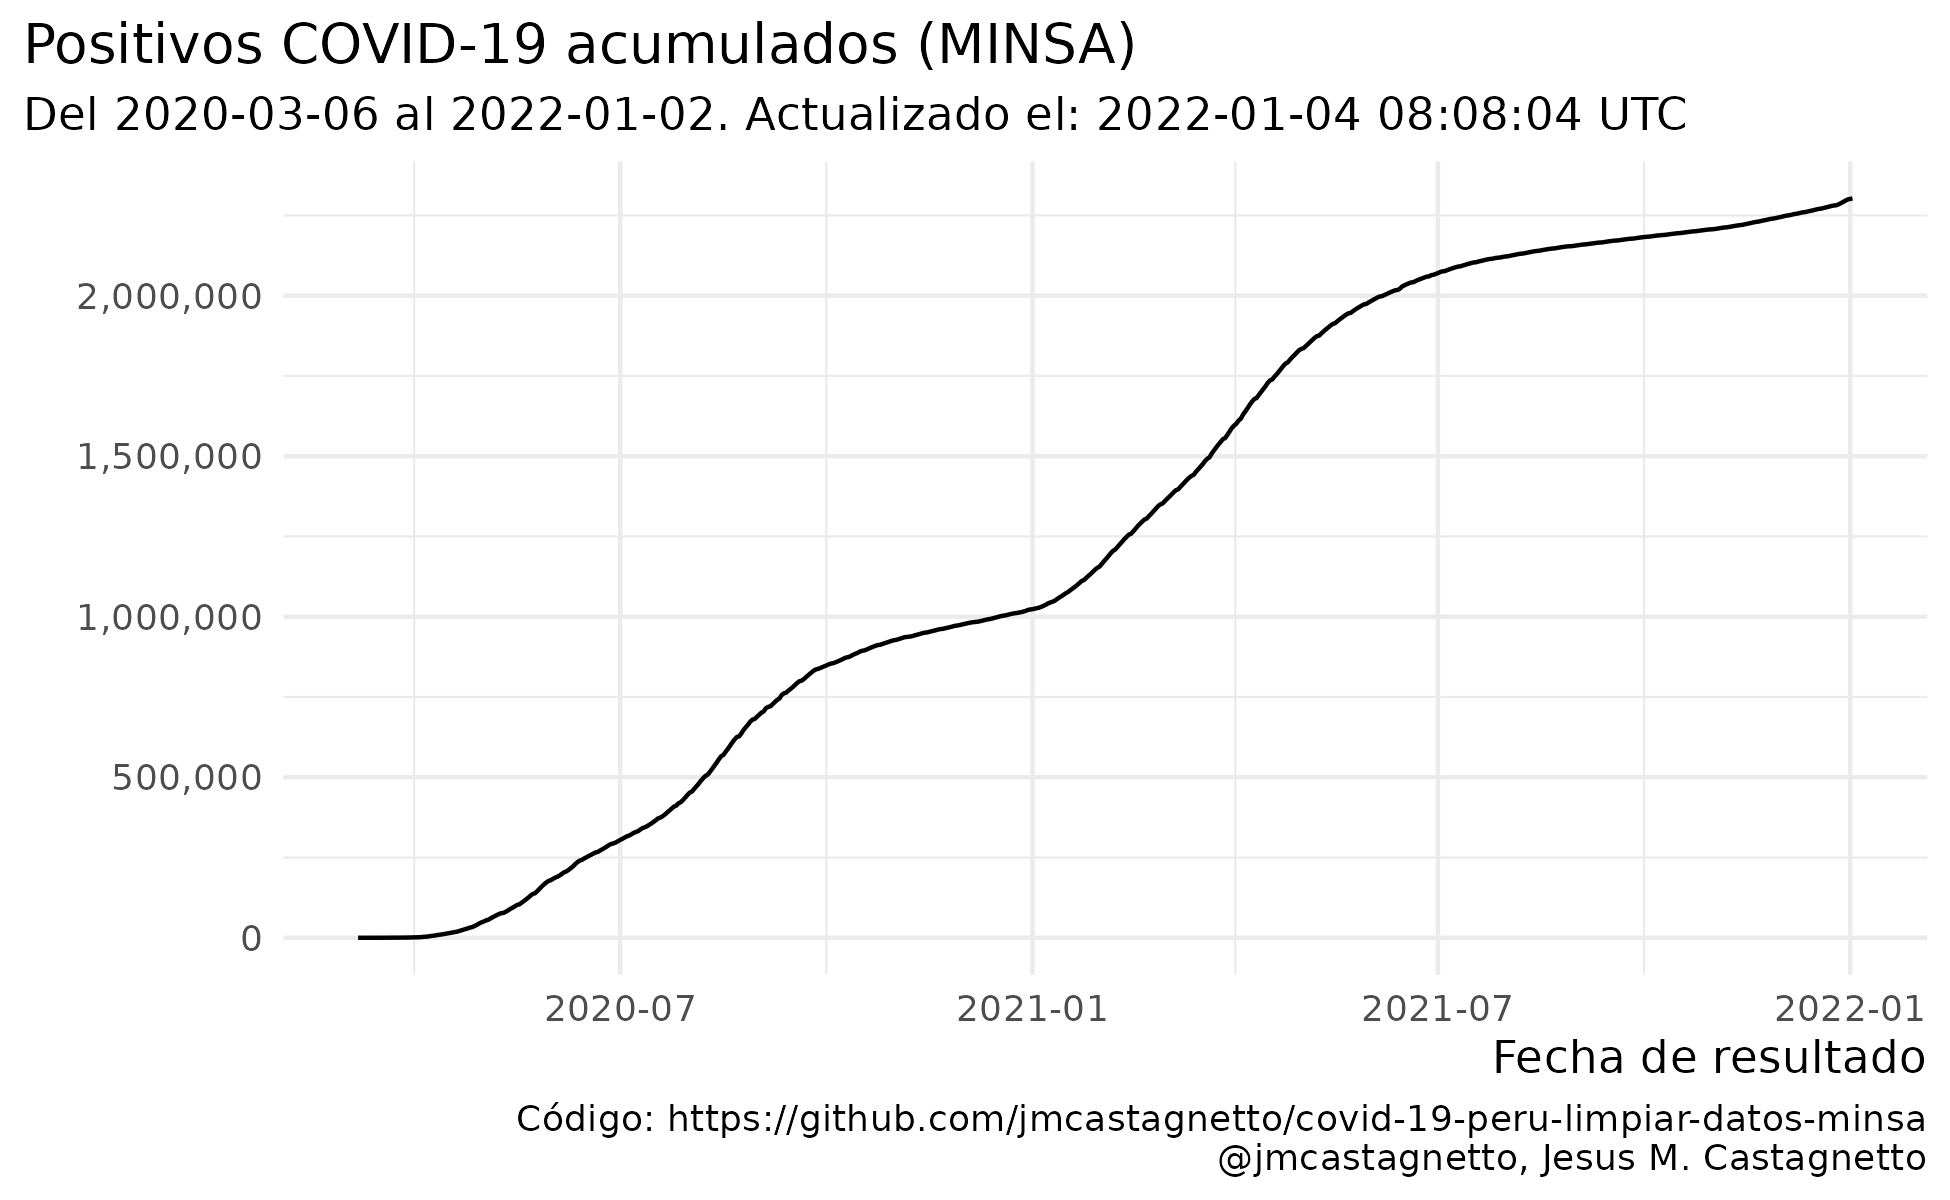 Positivos COVID-19 acumulados (MINSA)
Del 2020-03-06 al 2022-01-02. Actualizado el: 2022-01-04 08:08:04 UTC
2,000,000
1,500,000
1,000,000
500,000
0
2020-07 2021-01 2021-07 2022-01
Fecha de resultado
Código: https://github.com/jmcastagnetto/covid-19-peru-limpiar-datos-minsa
@jmcastagnetto, Jesus M. Castagnetto